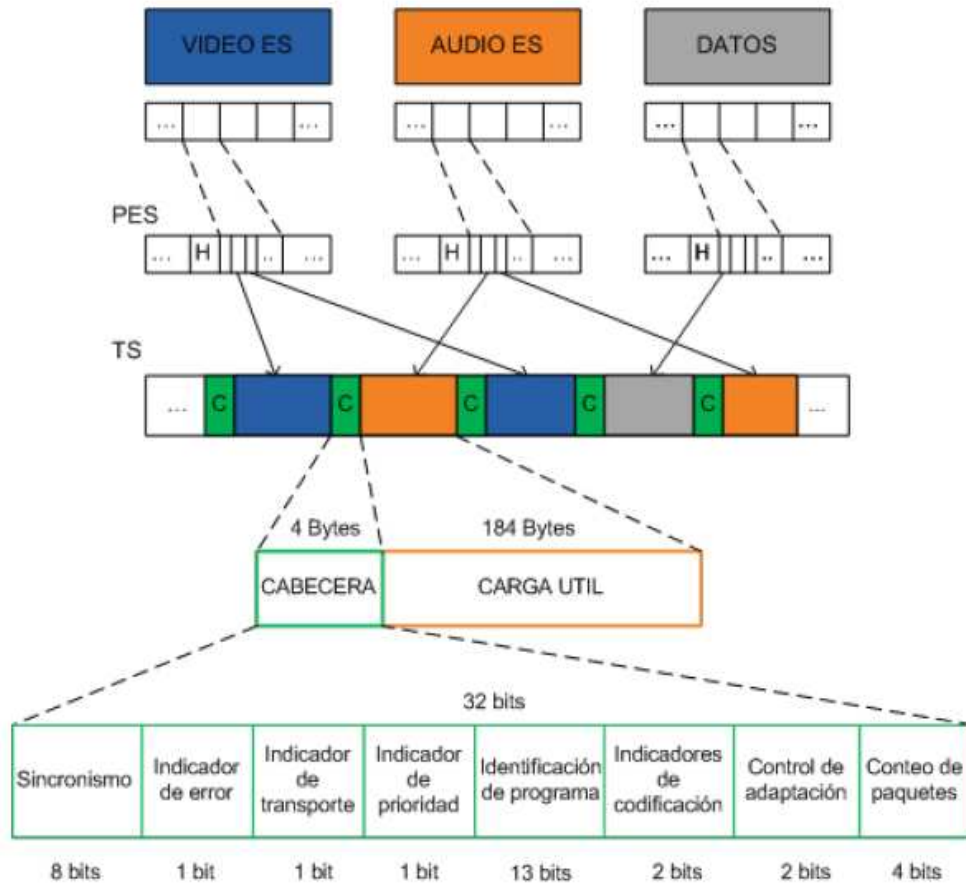 VIDEO ES
AUDIO ES
DATOS
... ...
... ...
... ...
PES
... H .. ...
... H .. ...
... H .. ...
TS
... C C C C C ...
4 Bytes
184 Bytes
CABECERA
CARGA UTIL
32 bits
Sincronismo
Indicador
de error
Indicador
de
transporte
Indicador
de
prioridad
Identificación
de programa
Indicadores
de
codificación
Control de
adaptación
Conteo de
paquetes
8 bits
1 bit
1 bit
1 bit
13 bits
2 bits
2 bits
4 bits